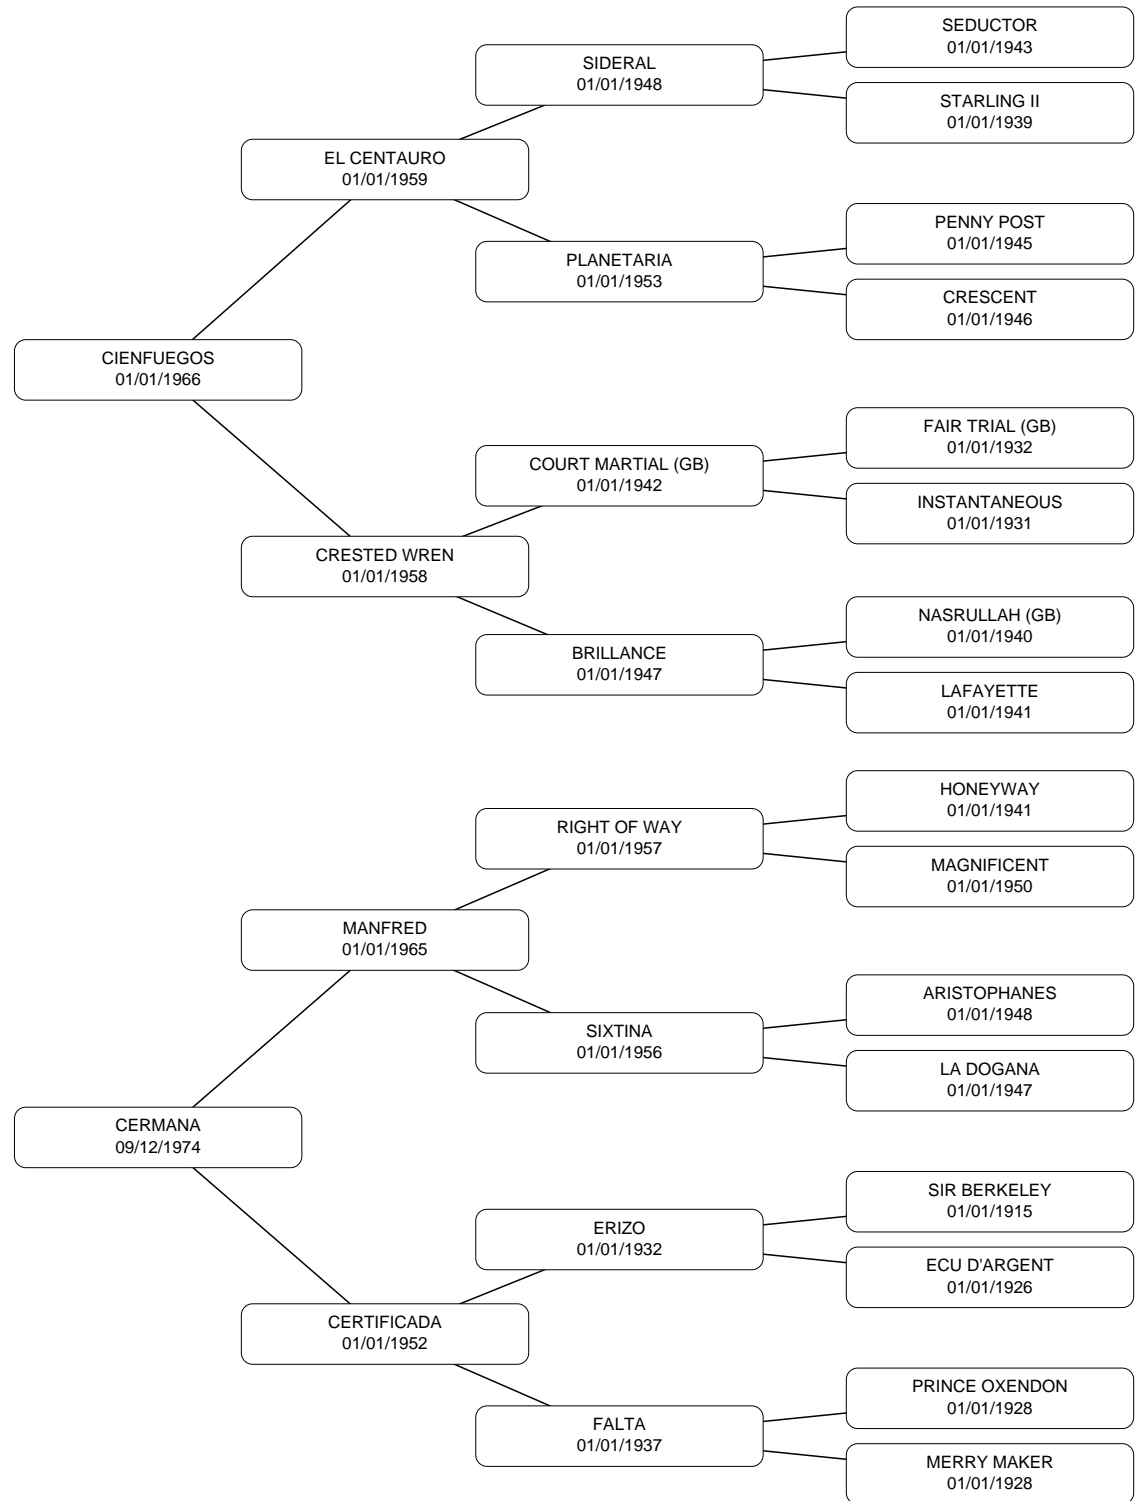 SEDUCTOR
01/01/1943
SIDERAL
01/01/1948
STARLING II
01/01/1939
EL CENTAURO
01/01/1959
PENNY POST
01/01/1945
PLANETARIA
01/01/1953
CRESCENT
01/01/1946
CIENFUEGOS
01/01/1966
FAIR TRIAL (GB)
01/01/1932
COURT MARTIAL (GB)
01/01/1942
INSTANTANEOUS
01/01/1931
CRESTED WREN
01/01/1958
NASRULLAH (GB)
01/01/1940
BRILLANCE
01/01/1947
LAFAYETTE
01/01/1941
HONEYWAY
01/01/1941
RIGHT OF WAY
01/01/1957
MAGNIFICENT
01/01/1950
MANFRED
01/01/1965
ARISTOPHANES
01/01/1948
SIXTINA
01/01/1956
LA DOGANA
01/01/1947
CERMANA
09/12/1974
SIR BERKELEY
01/01/1915
ERIZO
01/01/1932
ECU D'ARGENT
01/01/1926
CERTIFICADA
01/01/1952
PRINCE OXENDON
01/01/1928
FALTA
01/01/1937
MERRY MAKER
01/01/1928